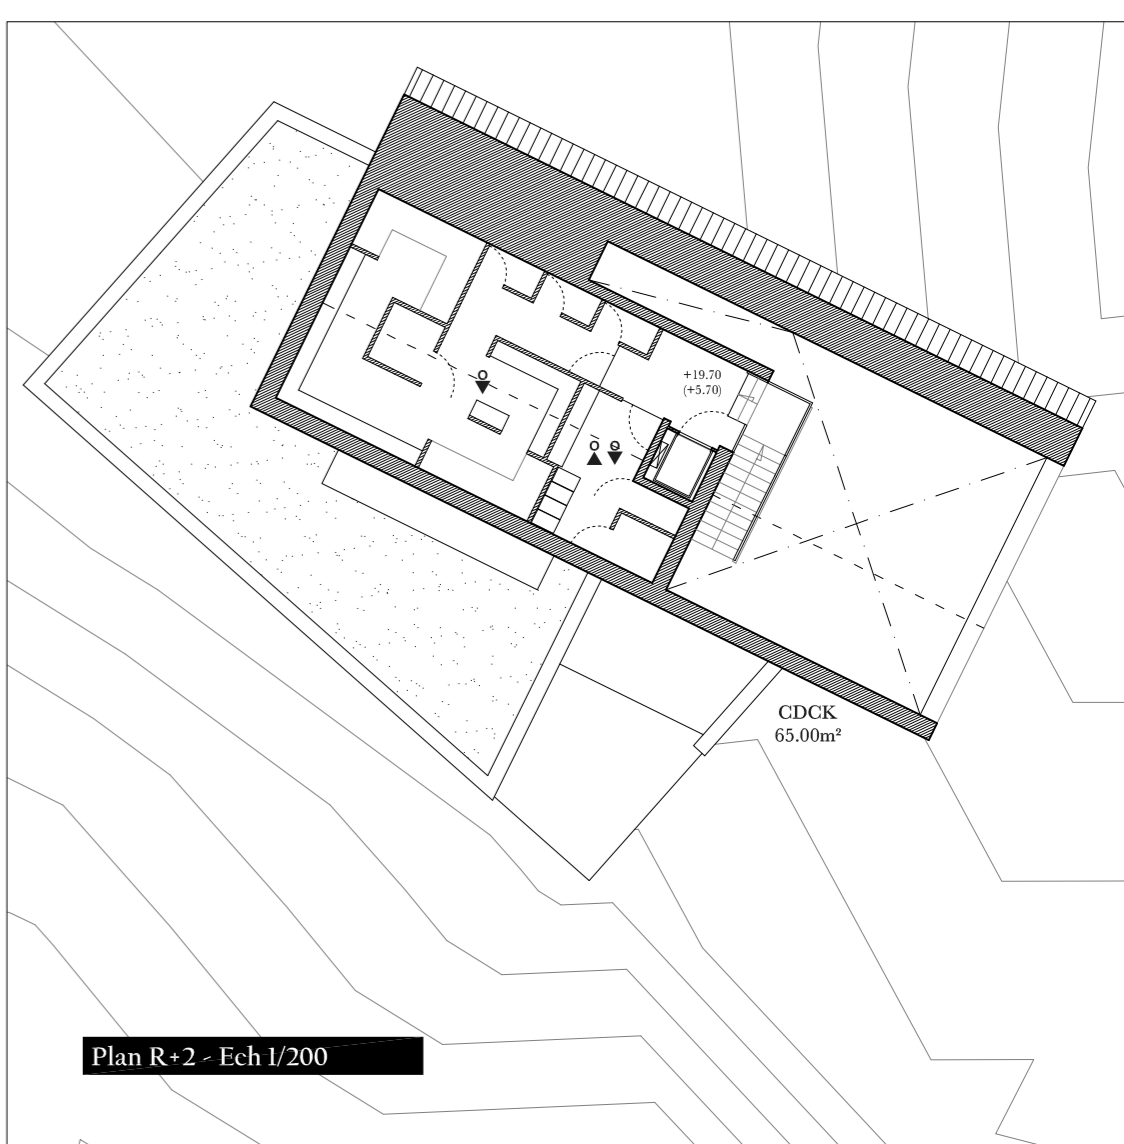 +19.70
(+5.70)
CDCK
65.00m²
Plan R+2 - Ech 1/200